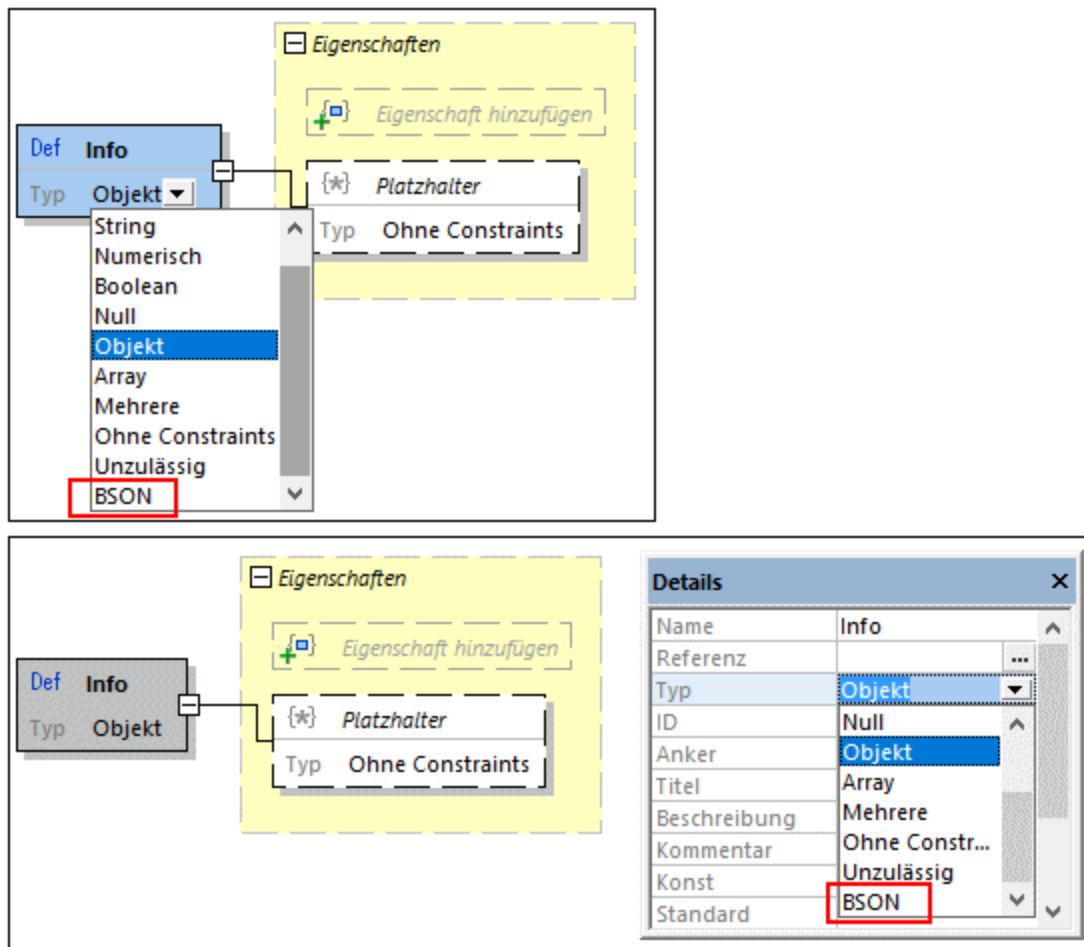 Eigenschaften
Eigenschaft hinzufügen
Def Info
Typ Objekt
{*} Platzhalter
Typ Ohne Constraints
String
Numerisch
Boolean
Null
Objekt
Array
Mehrere
Ohne Constraints
Unzulässig
BSON
Eigenschaften
Eigenschaft hinzufügen
Def Info
Typ Objekt
{*} Platzhalter
Typ Ohne Constraints
Details
Name Info
Referenz ...
Typ Objekt
ID Null
Anker Objekt
Titel Array
Beschreibung Mehrere
Kommentar Ohne Constr...
Konst Unzulässig
Standard BSON